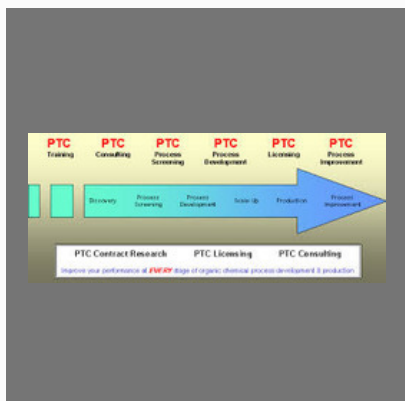 PTC PTC PTC PTC PTC PTC
Training Consulting Process Screening Process Development Licensing Process Improvement
Discovery Process Screening Process Development Scale Up Production Process Improvement
PTC Contract Research PTC Licensing PTC Consulting
Improve your performance at EVERY stage of organic chemical process development & production